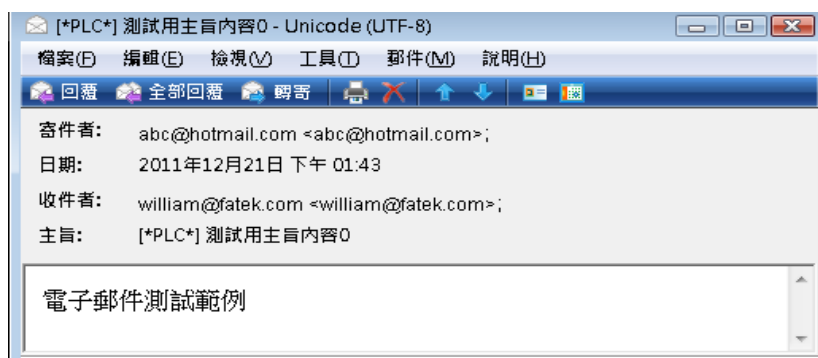 [*PLC*] 測試用主旨內容0 - Unicode (UTF-8)
檔案(F) 編輯(E) 檢視(V) 工具(T) 郵件(M) 說明(H)
回覆 全部回覆 轉寄
寄件者: abc@hotmail.com <abc@hotmail.com>;
日期: 2011年12月21日 下午 01:43
收件者: william@fatek.com <william@fatek.com>;
主旨: [*PLC*] 測試用主旨內容0
電子郵件測試範例